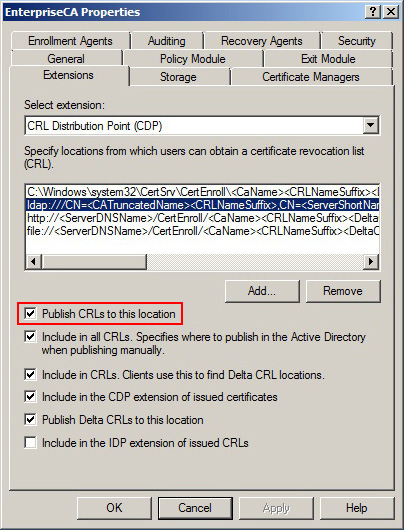 EnterpriseCA Properties
Enrollment Agents Auditing Recovery Agents Security
General Policy Module Exit Module
Extensions Storage Certificate Managers
Select extension:
CRL Distribution Point (CDP)
Specify locations from which users can obtain a certificate revocation list
(CRL).
C:\Windows\system32\CertSrv\CertEnroll\<CaName><CRLNameSuffix><D
ldap:///CN=<CATruncatedName><CRLNameSuffix>,CN=<ServerShortNam
http://<ServerDNSName>/CertEnroll/<CaName><CRLNameSuffix><Delta
file://<ServerDNSName>/CertEnroll/<CaName><CRLNameSuffix><DeltaC
Add... Remove
Publish CRLs to this location
Include in all CRLs. Specifies where to publish in the Active Directory
when publishing manually.
Include in CRLs. Clients use this to find Delta CRL locations.
Include in the CDP extension of issued certificates
Publish Delta CRLs to this location
Include in the IDP extension of issued CRLs
OK Cancel Apply Help